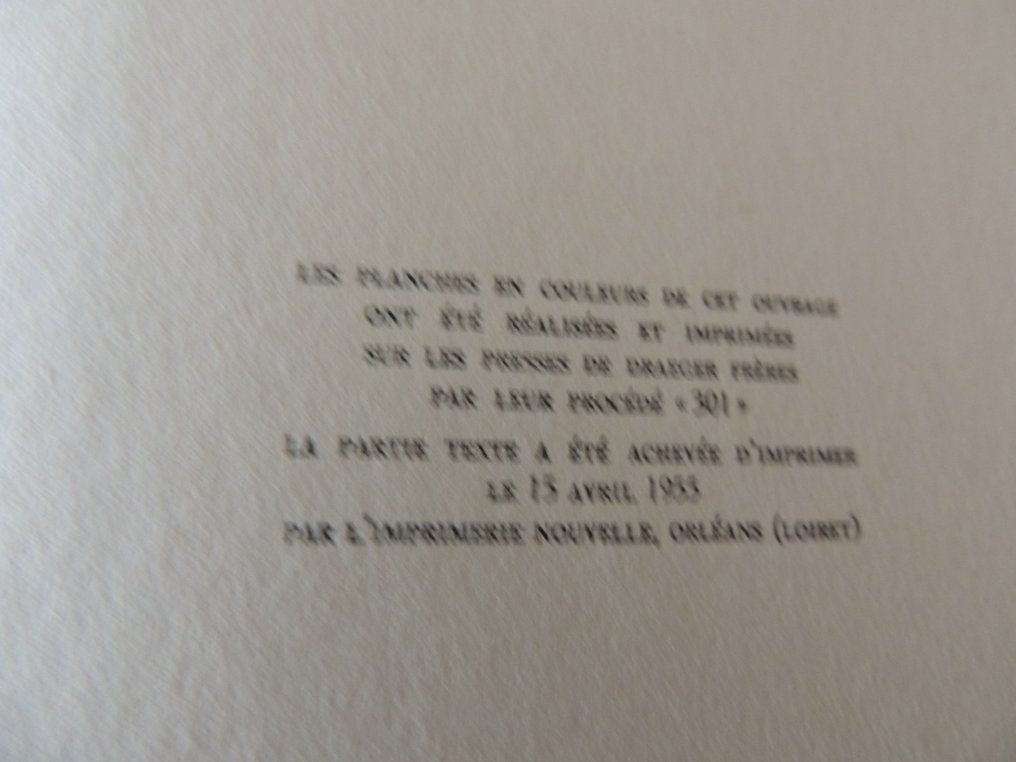 LES PLANCHES EN COULEURS DE CET OUVRAGE
ONT ÉTÉ RÉALISÉES ET IMPRIMÉES
SUR LES PRESSES DE DRAEGER FRÈRES
PAR LEUR PROCÉDÉ « 301 »
LA PARTIE TEXTE A ÉTÉ ACHEVÉE D'IMPRIMER
LE 15 AVRIL 1955
PAR L'IMPRIMERIE NOUVELLE, ORLÉANS (LOIRET)